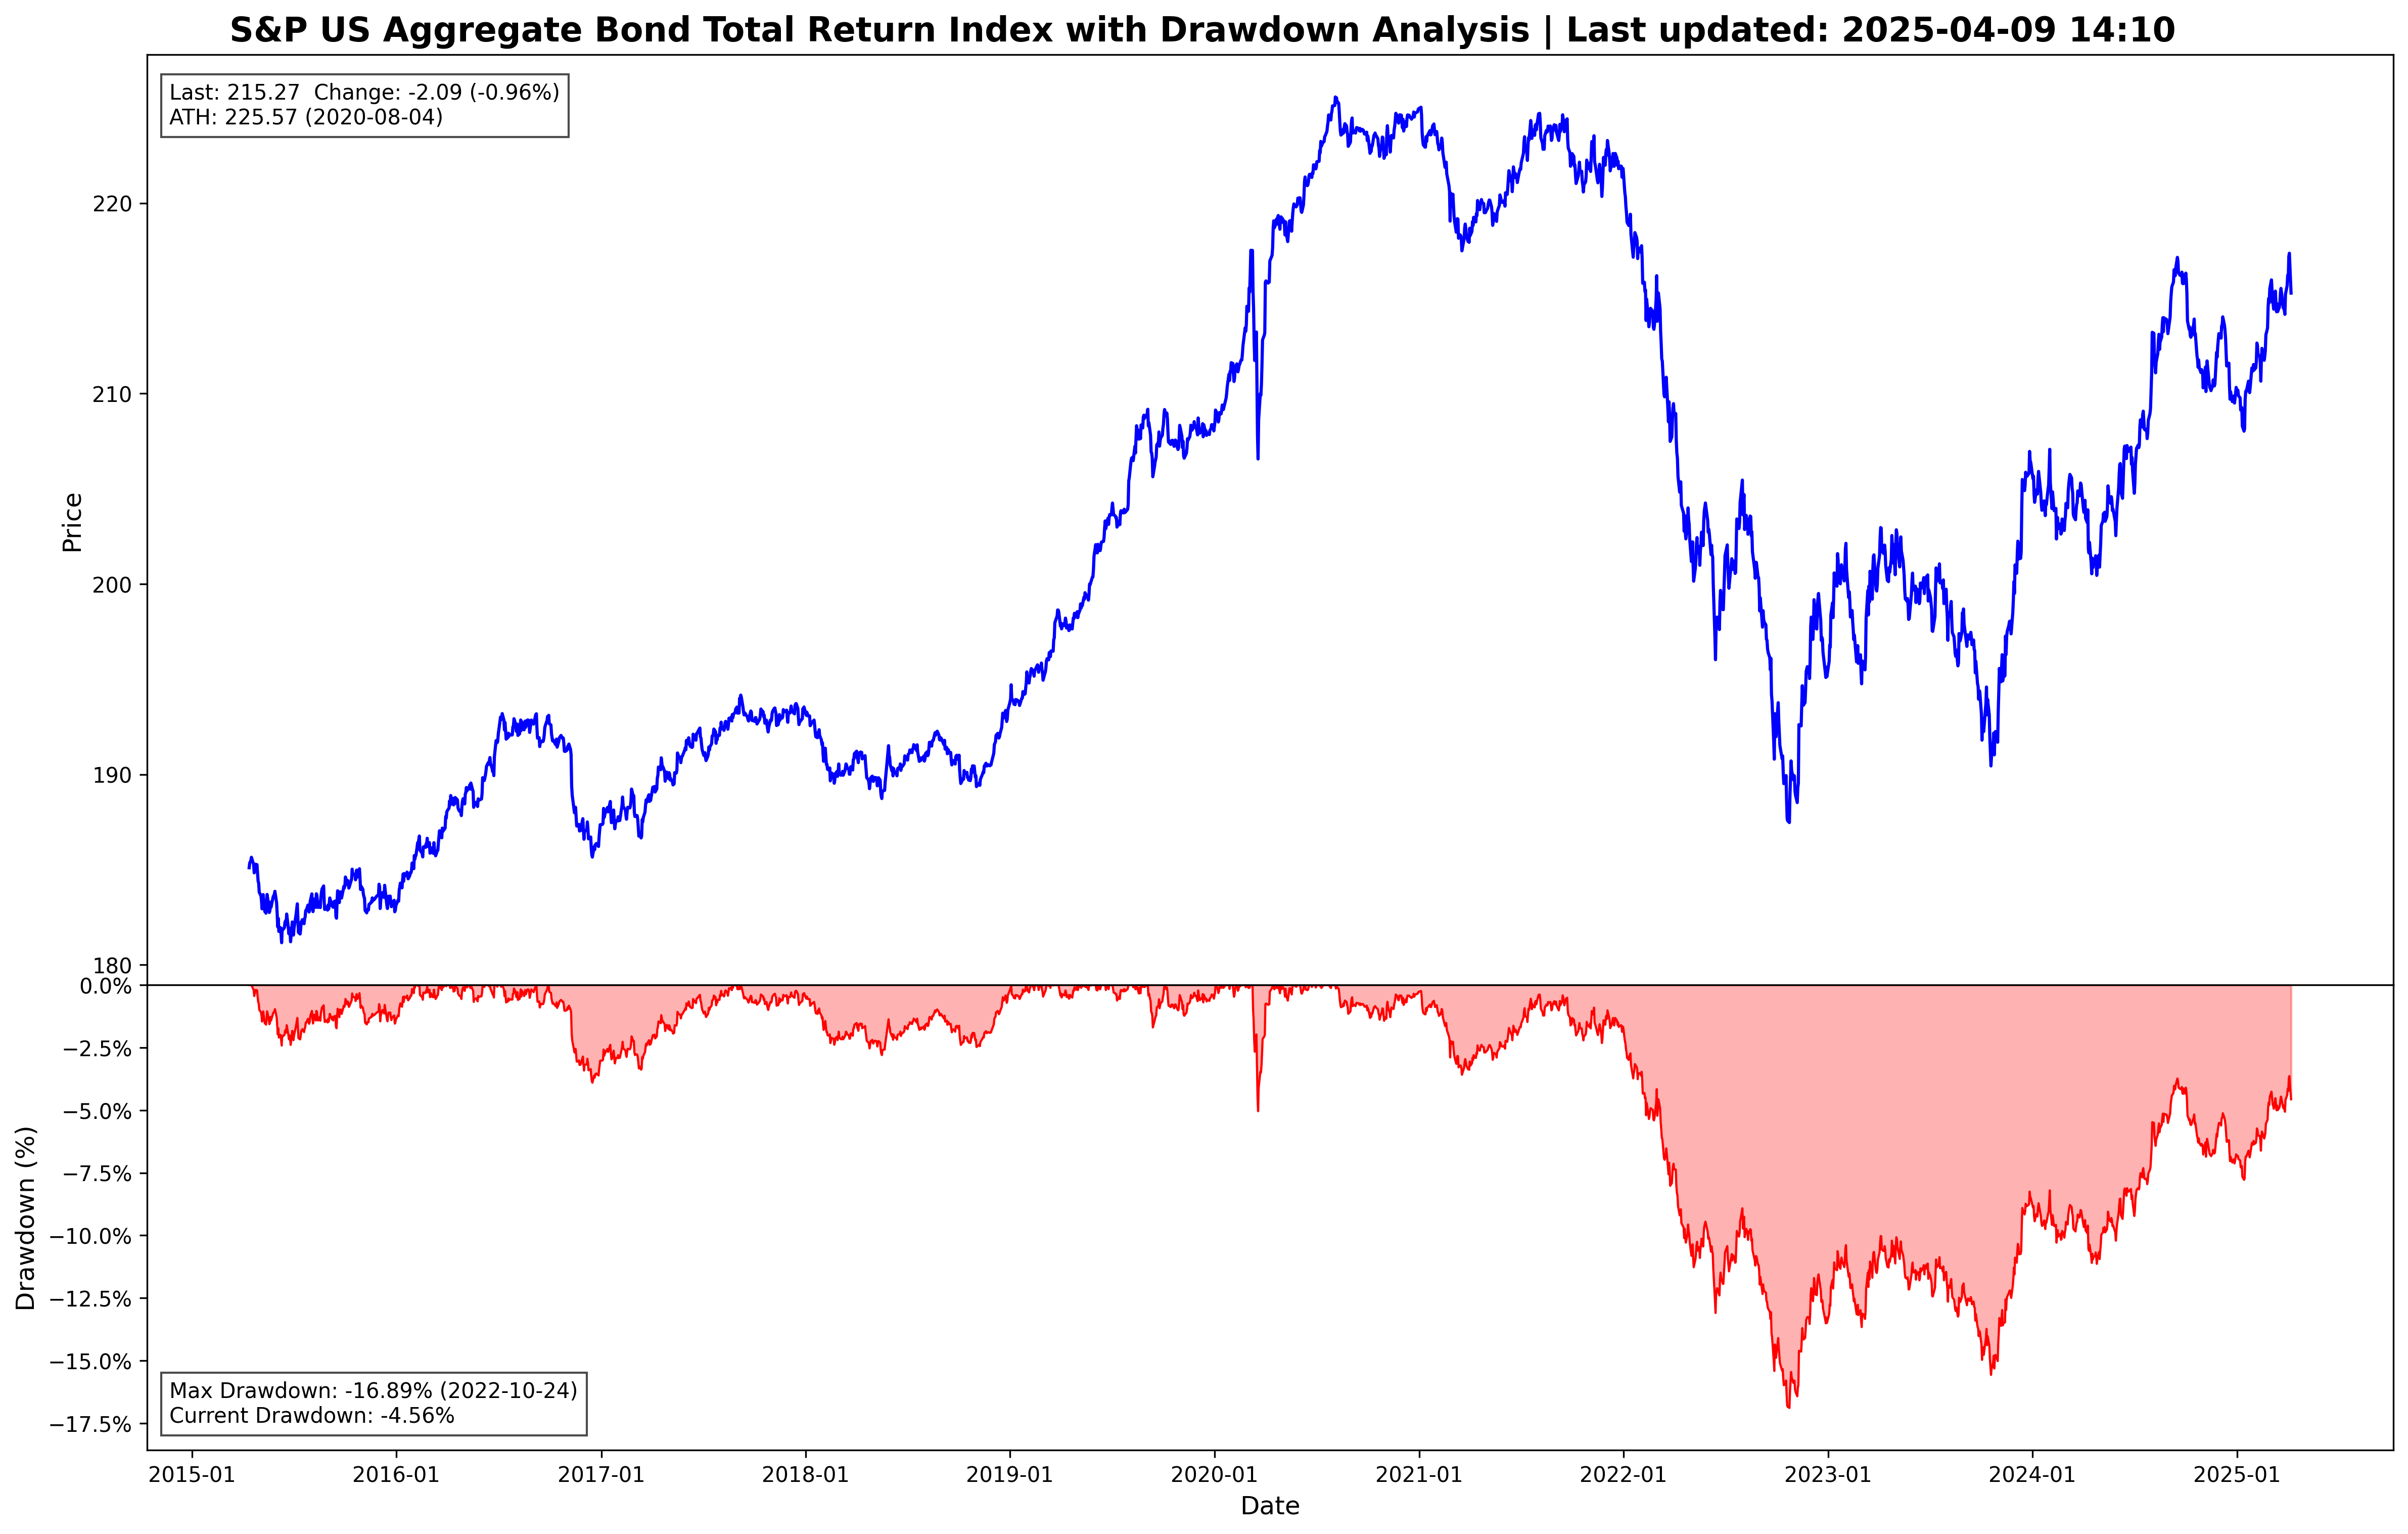 S&P US Aggregate Bond Total Return Index with Drawdown Analysis | Last updated: 2025-04-09 14:10
Last: 215.27  Change: -2.09 (-0.96%)
ATH: 225.57 (2020-08-04)
220
210
200
190
180
Price
0.0%
−2.5%
−5.0%
−7.5%
−10.0%
−12.5%
−15.0%
−17.5%
Drawdown (%)
Max Drawdown: -16.89% (2022-10-24)
Current Drawdown: -4.56%
2015-01 2016-01 2017-01 2018-01 2019-01 2020-01 2021-01 2022-01 2023-01 2024-01 2025-01
Date